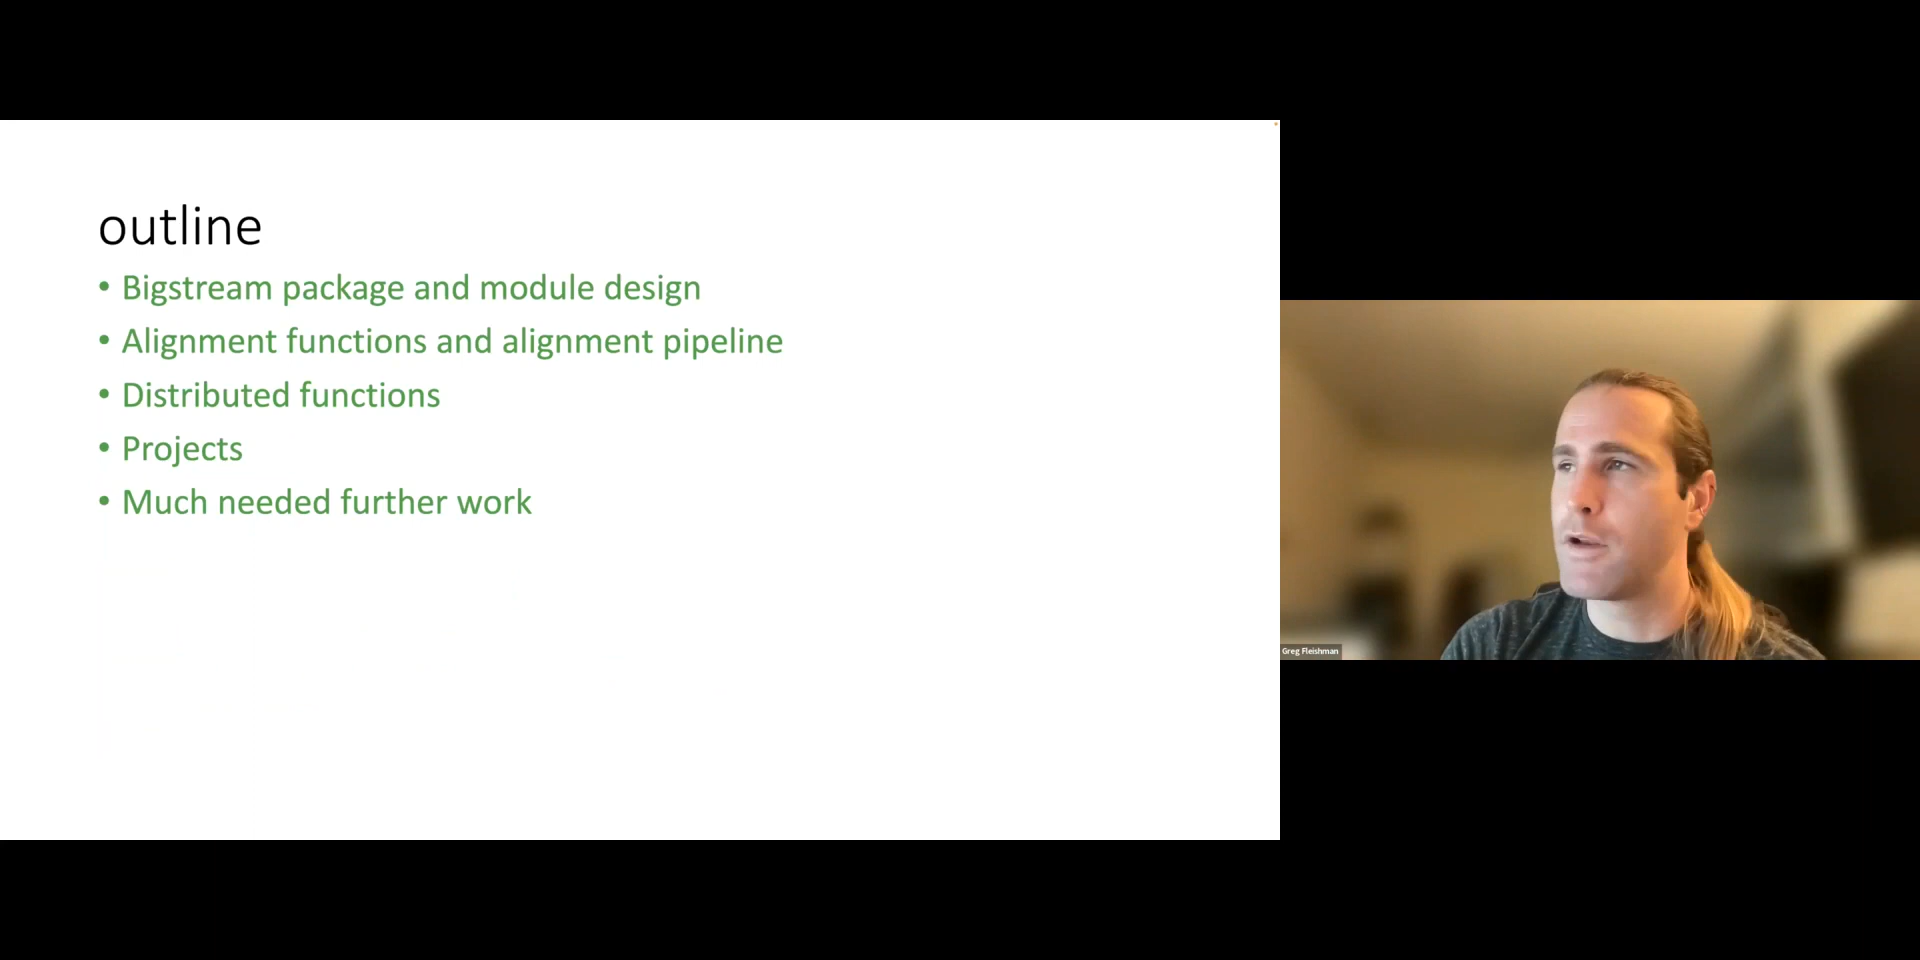 outline
• Bigstream package and module design
• Alignment functions and alignment pipeline
• Distributed functions
• Projects
• Much needed further work
Greg Fleishman